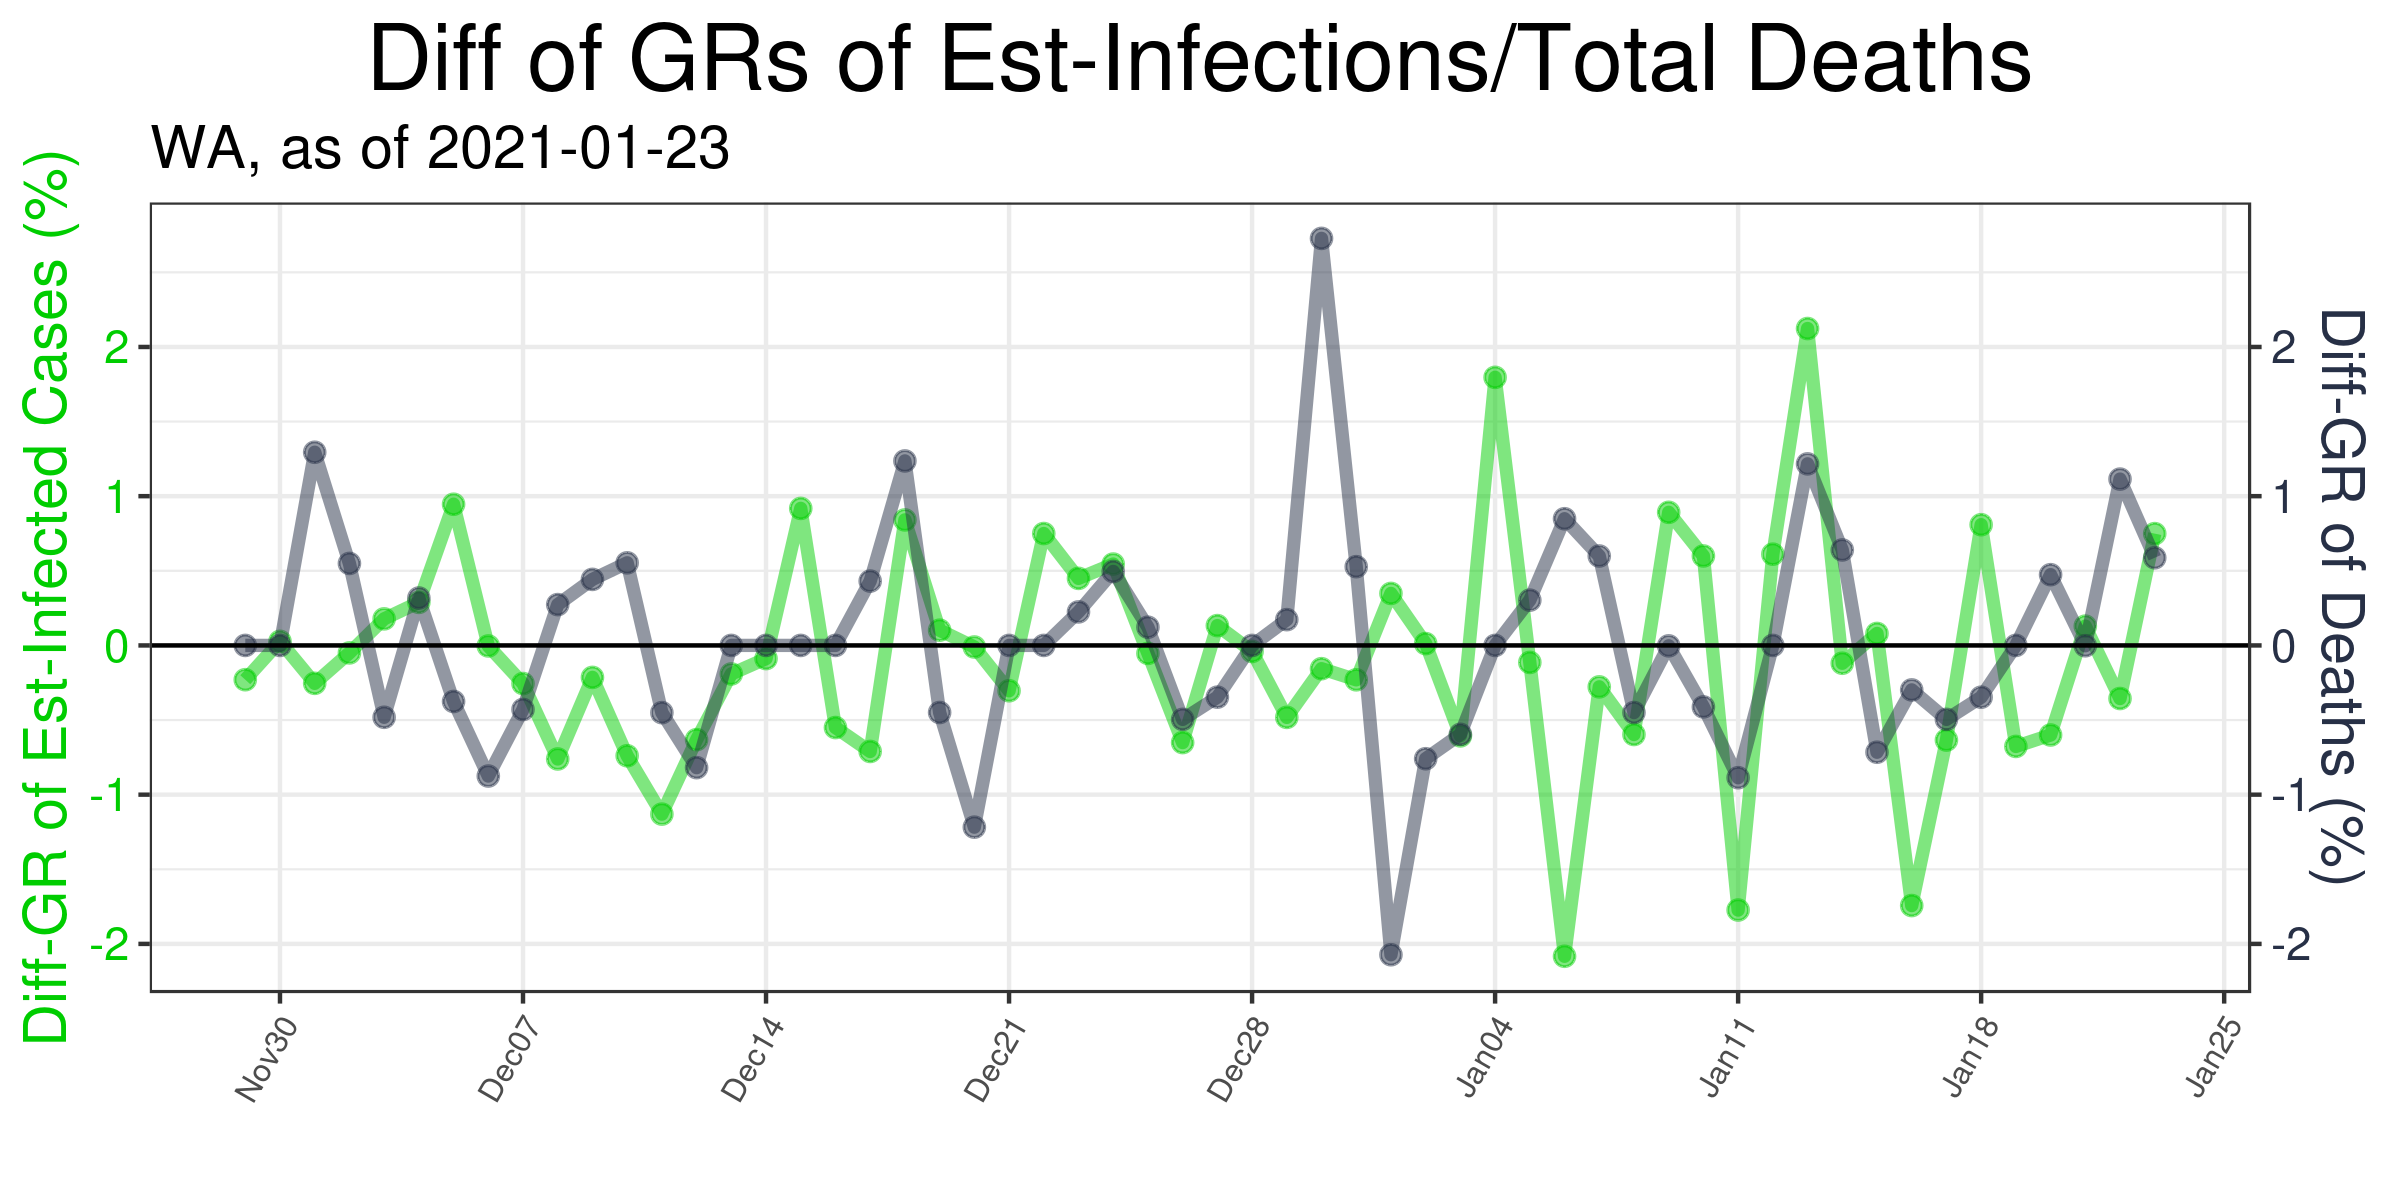 Diff of GRs of Est-Infections/Total Deaths
WA, as of 2021-01-23
Diff-GR of Est-Infected Cases (%)
2
1
0
-1
-2
2
1
0
-1
-2
Diff-GR of Deaths (%)
Nov30
Dec07
Dec14
Dec21
Dec28
Jan04
Jan11
Jan18
Jan25